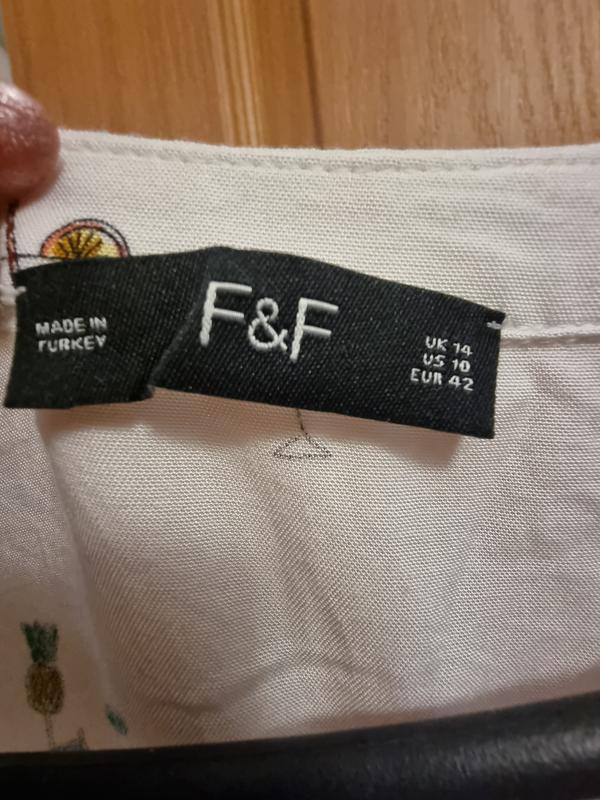 MADE IN
TURKEY
F&F
UK 14
US 10
EUR 42